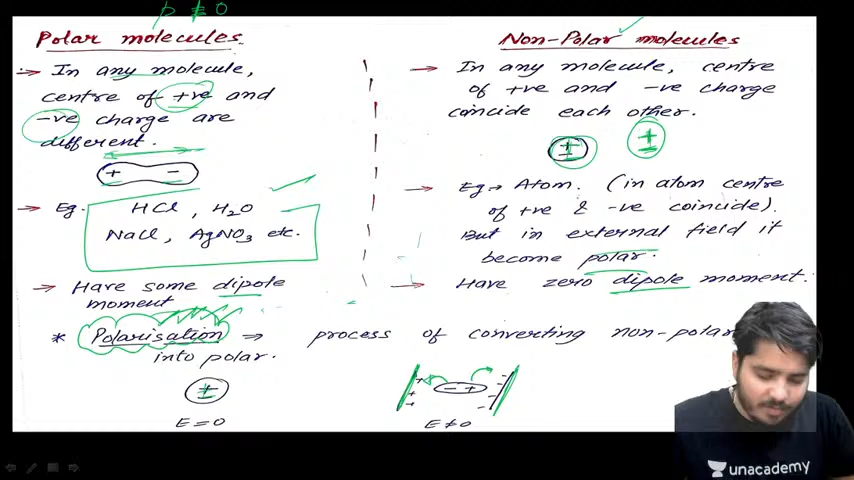 p ≠ 0
Polar molecules.
→ In any molecule,
centre of +ve and
-ve charge are
different.
+ -
→ Eg. HCl, H2O
NaCl, AgNO3 etc.
→ Have some dipole
moment
Non-Polar molecules
→ In any molecule, centre
of +ve and -ve charge
coincide each other.
± ±
→ Eg → Atom. (in atom centre
of +ve & -ve coincide).
But in external field it
become polar.
→ Have zero dipole moment.
* Polarisation ⇒ process of converting non-polar
into polar.
±
E=0
+ + + - + - - -
E≠0
unacademy